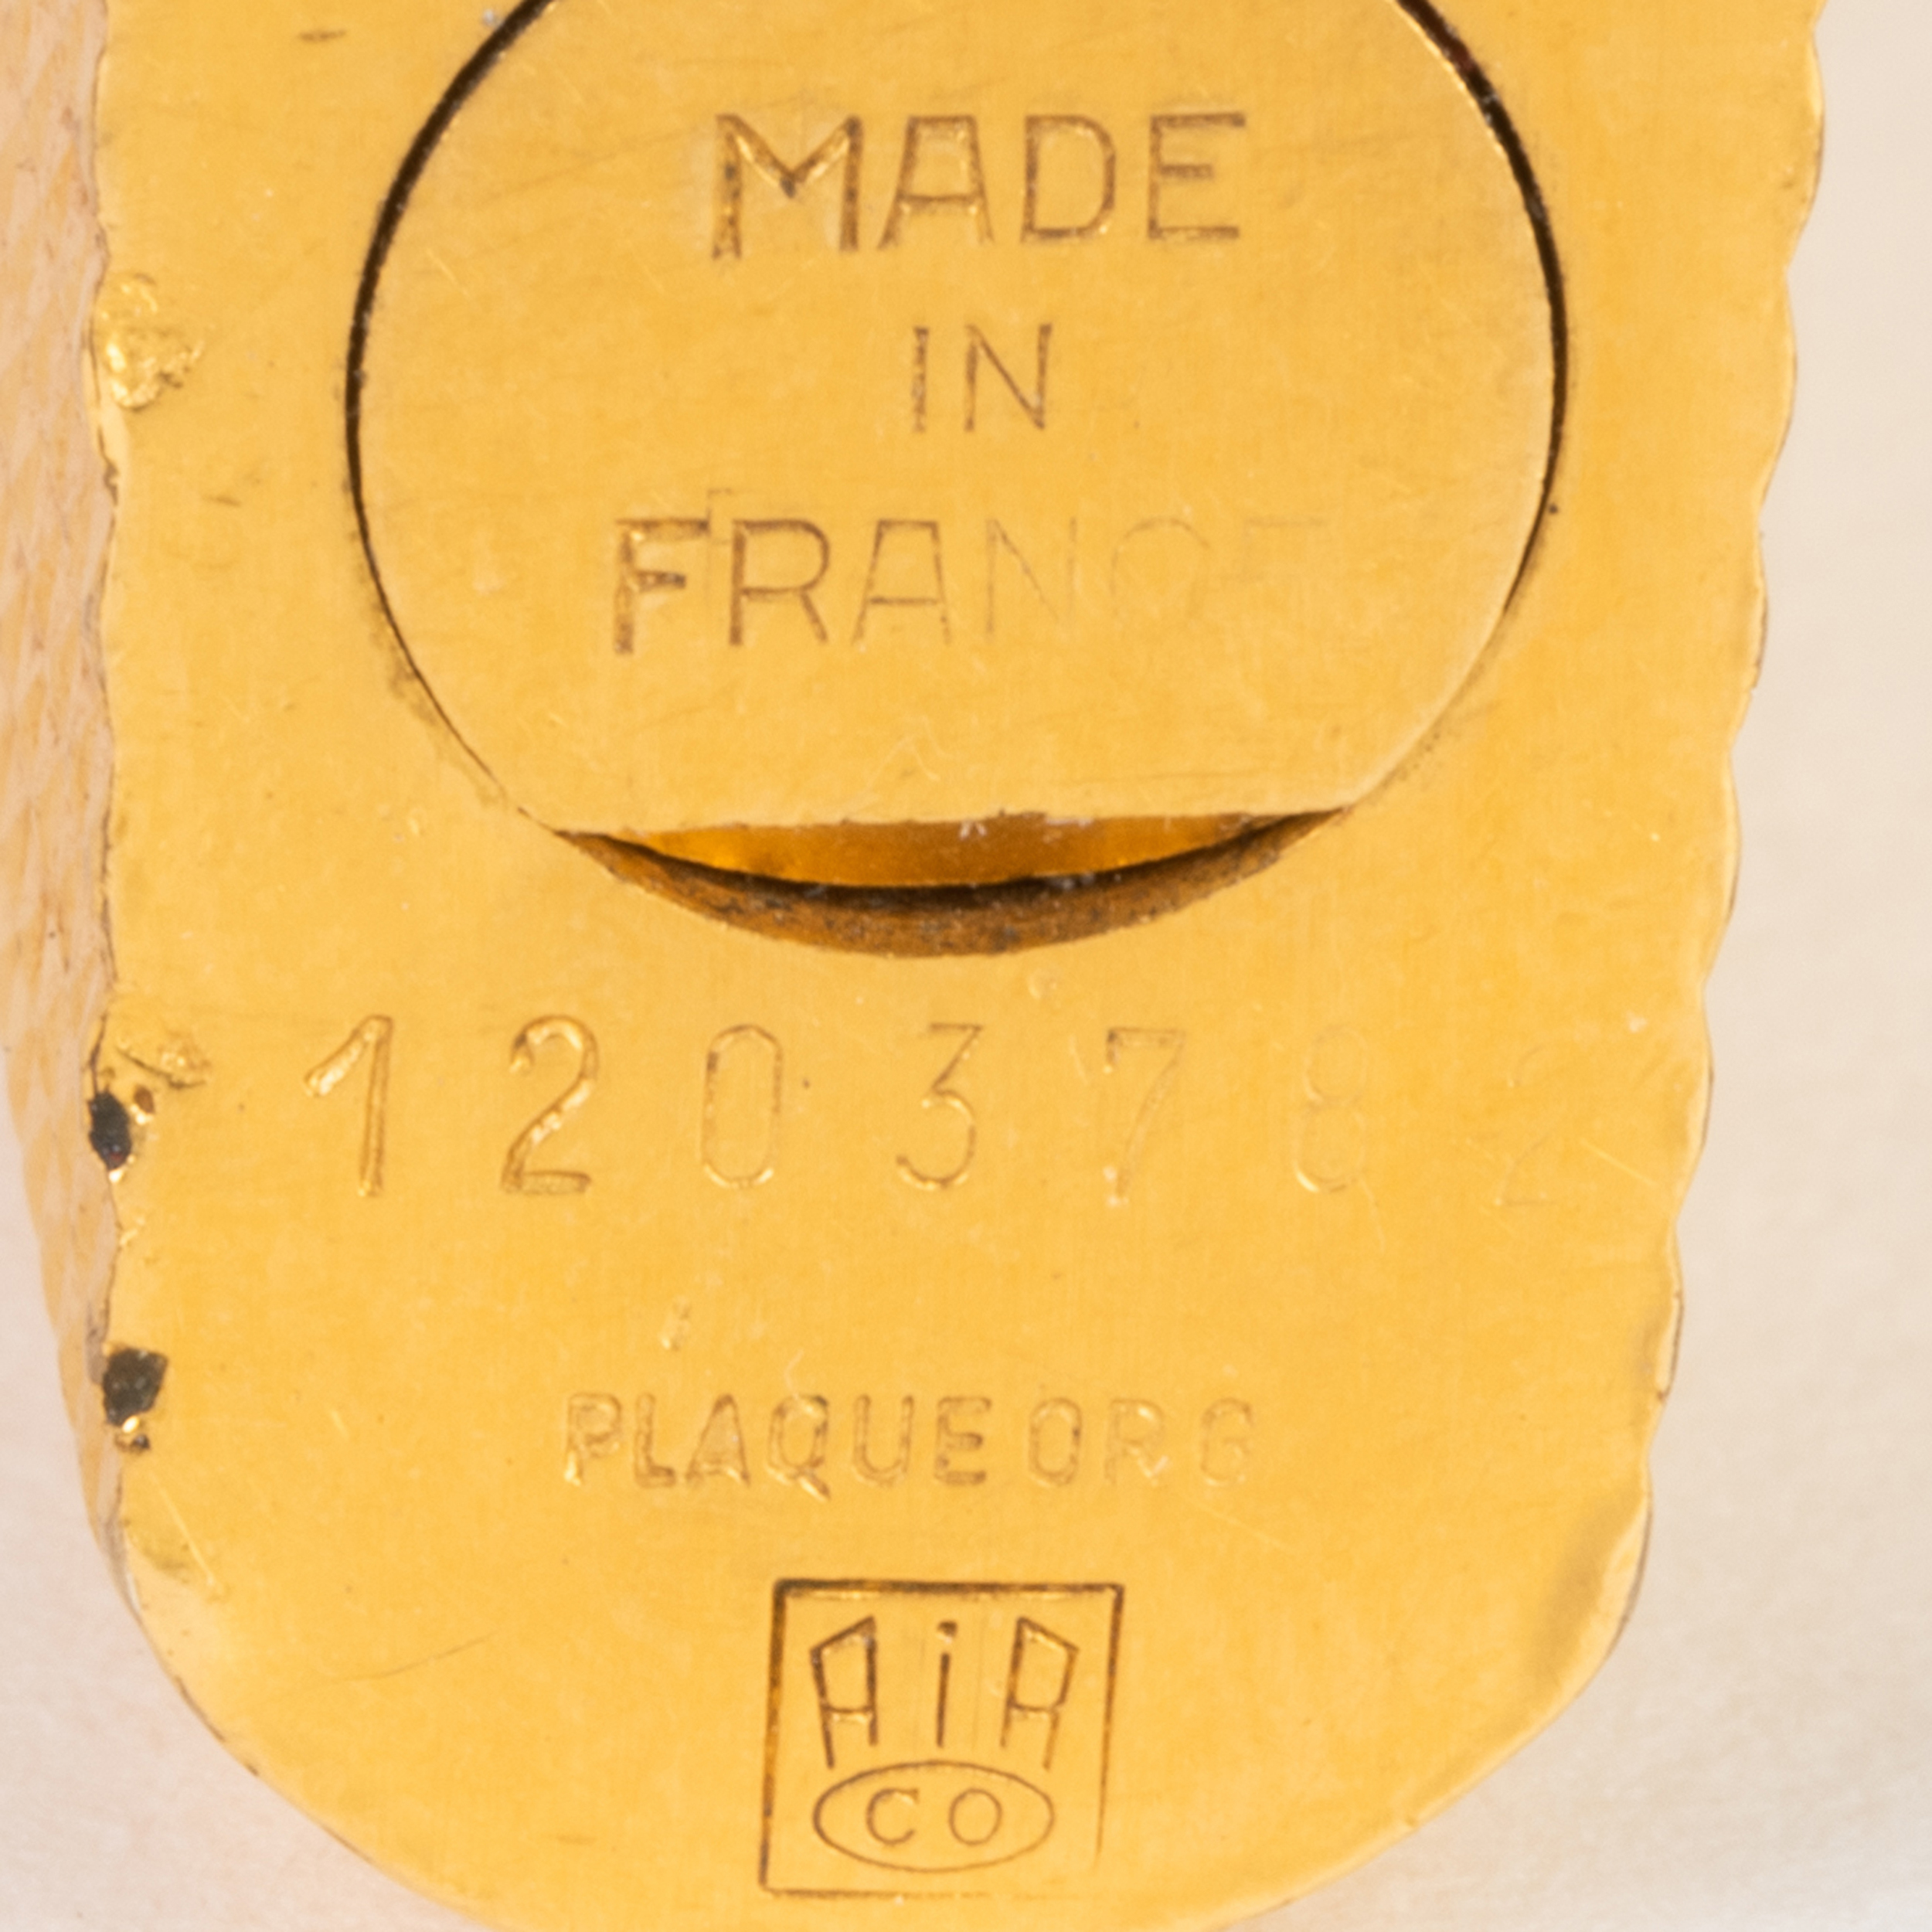 MADE
IN
FRANCE
1203782
PLAQUE OR G
AiR
CO